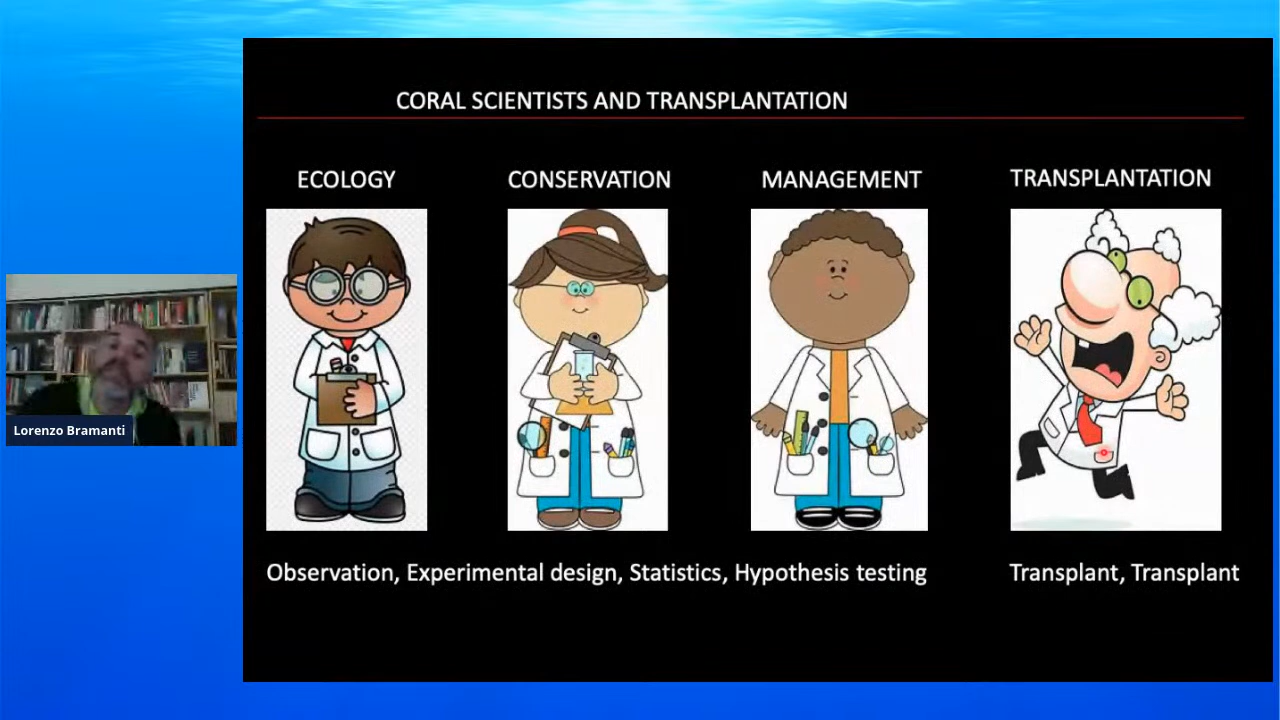 CORAL SCIENTISTS AND TRANSPLANTATION
ECOLOGY
CONSERVATION
MANAGEMENT
TRANSPLANTATION
Lorenzo Bramanti
Observation, Experimental design, Statistics, Hypothesis testing
Transplant, Transplant